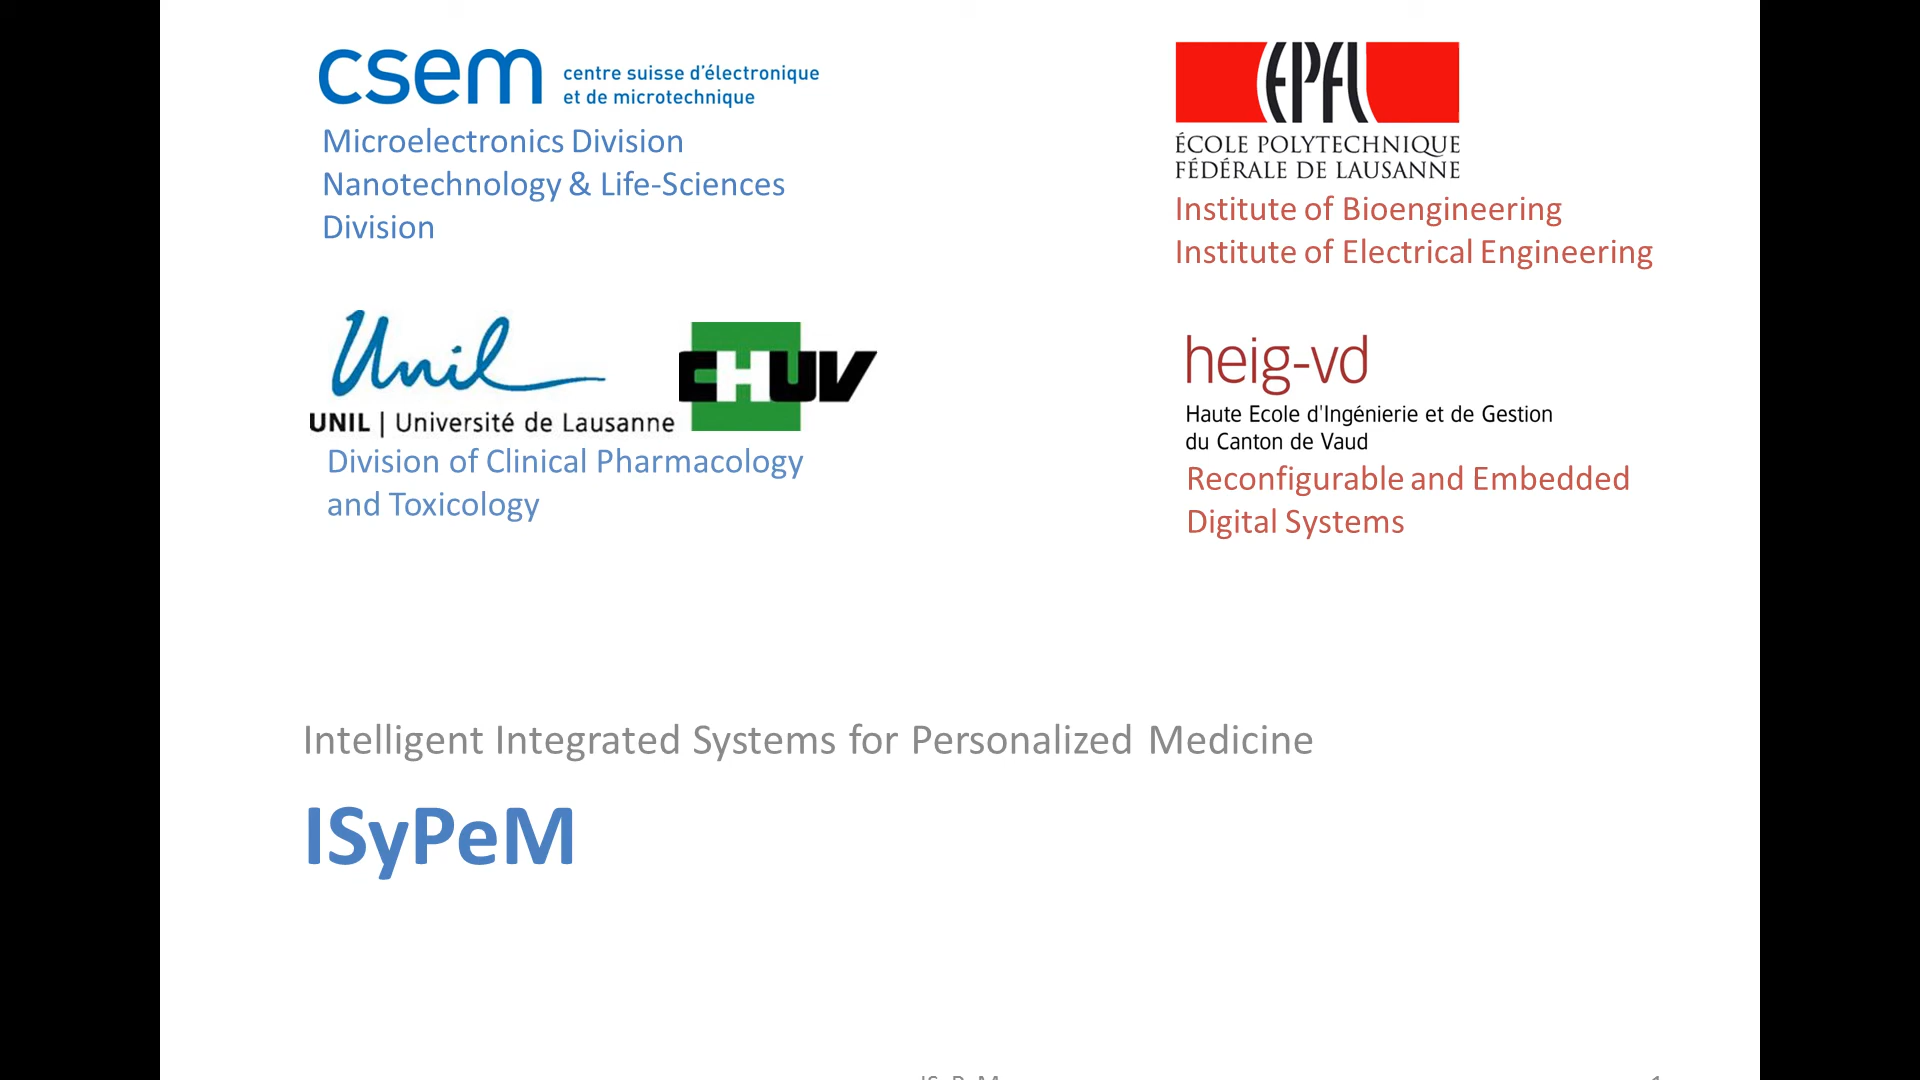 csem centre suisse d'électronique
et de microtechnique
Microelectronics Division
Nanotechnology & Life-Sciences
Division
EPFL
ÉCOLE POLYTECHNIQUE
FÉDÉRALE DE LAUSANNE
Institute of Bioengineering
Institute of Electrical Engineering
Unil
UNIL | Université de Lausanne
CHUV
Division of Clinical Pharmacology
and Toxicology
heig-vd
Haute Ecole d'Ingénierie et de Gestion
du Canton de Vaud
Reconfigurable and Embedded
Digital Systems
Intelligent Integrated Systems for Personalized Medicine
ISyPeM
ISyPeM
1